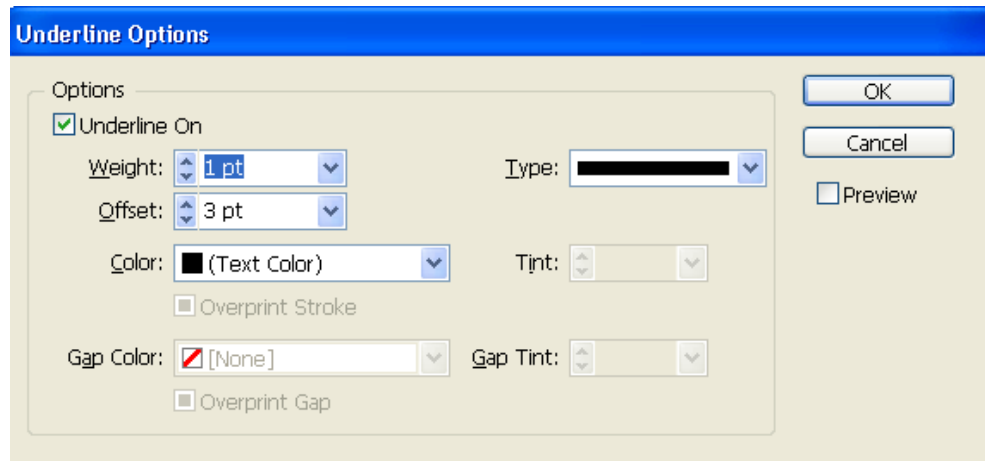 Underline Options
Options
OK
Underline On
Cancel
Weight: 1 pt Type:
Preview
Offset: 3 pt
Color: (Text Color) Tint:
Overprint Stroke
Gap Color: [None] Gap Tint:
Overprint Gap